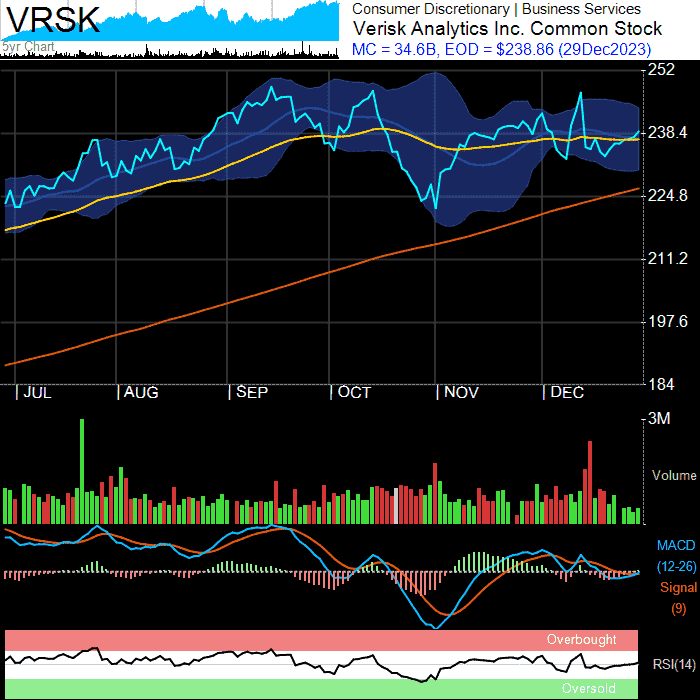 VRSK
5yr Chart
Consumer Discretionary | Business Services
Verisk Analytics Inc. Common Stock
MC = 34.6B, EOD = $238.86 (29Dec2023)
252
238.4
224.8
211.2
197.6
184
JUL AUG SEP OCT NOV DEC
3M
Volume
MACD
(12-26)
Signal
(9)
Overbought
RSI(14)
Oversold